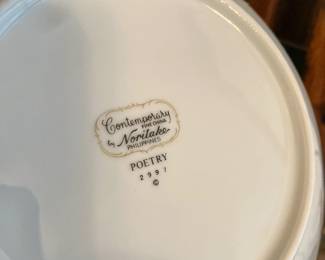 Contemporary
FINE CHINA
by Noritake
PHILIPPINES
POETRY
2991
©